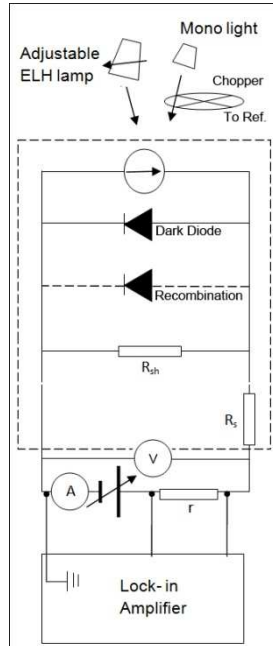 Mono light
Adjustable
ELH lamp
Chopper
To Ref.
Dark Diode
Recombination
Rsh
Rs
V
A
r
Lock- in
Amplifier